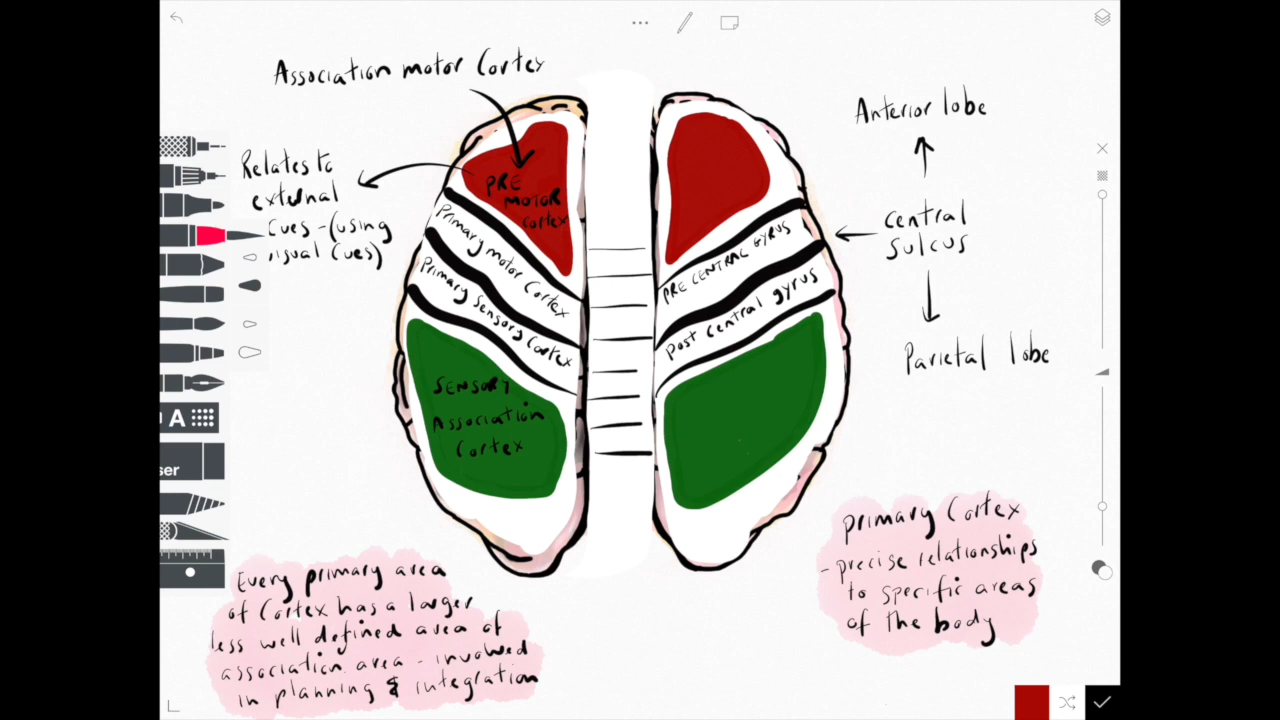 Association motor Cortex
Relates to
external
Cues - (using
visual Cues)
PRE
MOTOR
Cortex
Primary motor Cortex
Primary Sensory Cortex
SENSORY
Association
Cortex
PRE CENTRAL GYRUS
Post Central gyrus
Anterior lobe
central
sulcus
Parietal lobe
Every primary area
of Cortex has a larger
less well defined area of
association area - involved
in planning & integration
primary Cortex
- precise relationships
to specific areas
of the body
A
ser